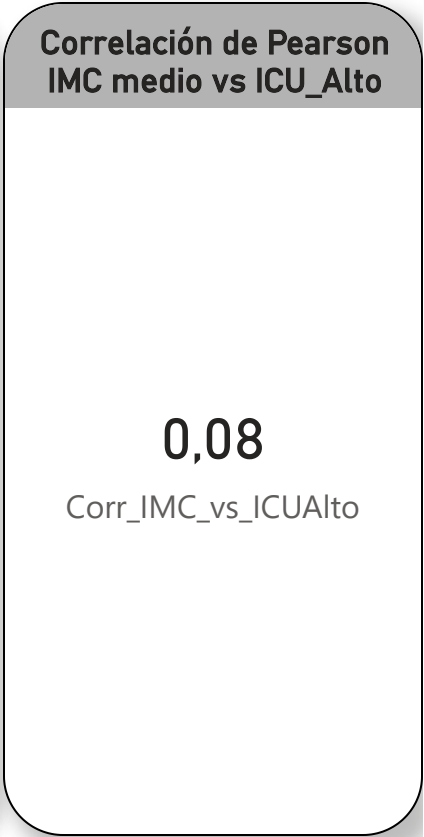 Correlación de Pearson
IMC medio vs ICU_Alto
0,08
Corr_IMC_vs_ICUAlto